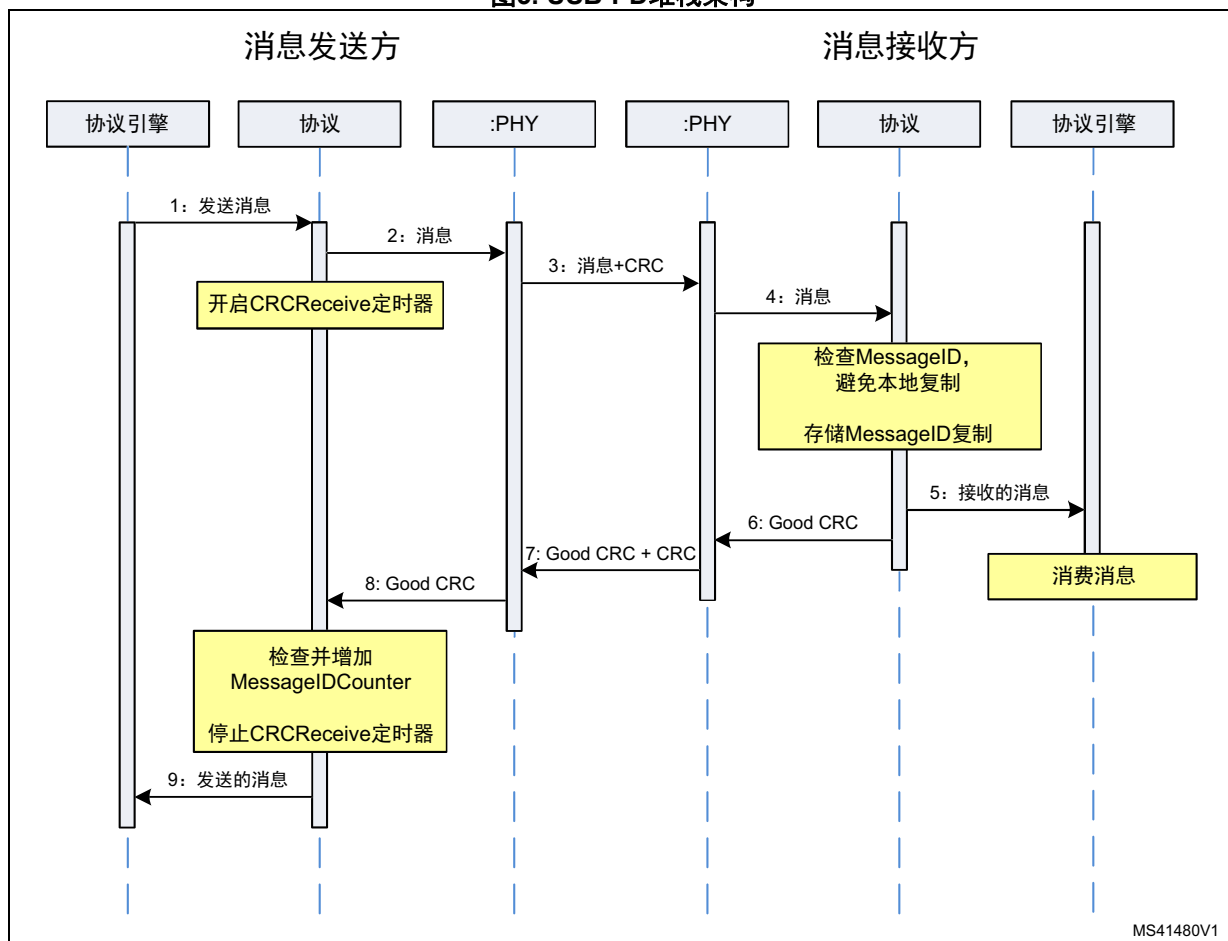 消息发送方
消息接收方
协议引擎
协议
:PHY
:PHY
协议
协议引擎
1：发送消息
2：消息
3：消息+CRC
开启CRCReceive定时器
4：消息
检查MessageID，
避免本地复制
存储MessageID复制
5：接收的消息
6: Good CRC
7: Good CRC + CRC
消费消息
8: Good CRC
检查并增加
MessageIDCounter
停止CRCReceive定时器
9：发送的消息
MS41480V1